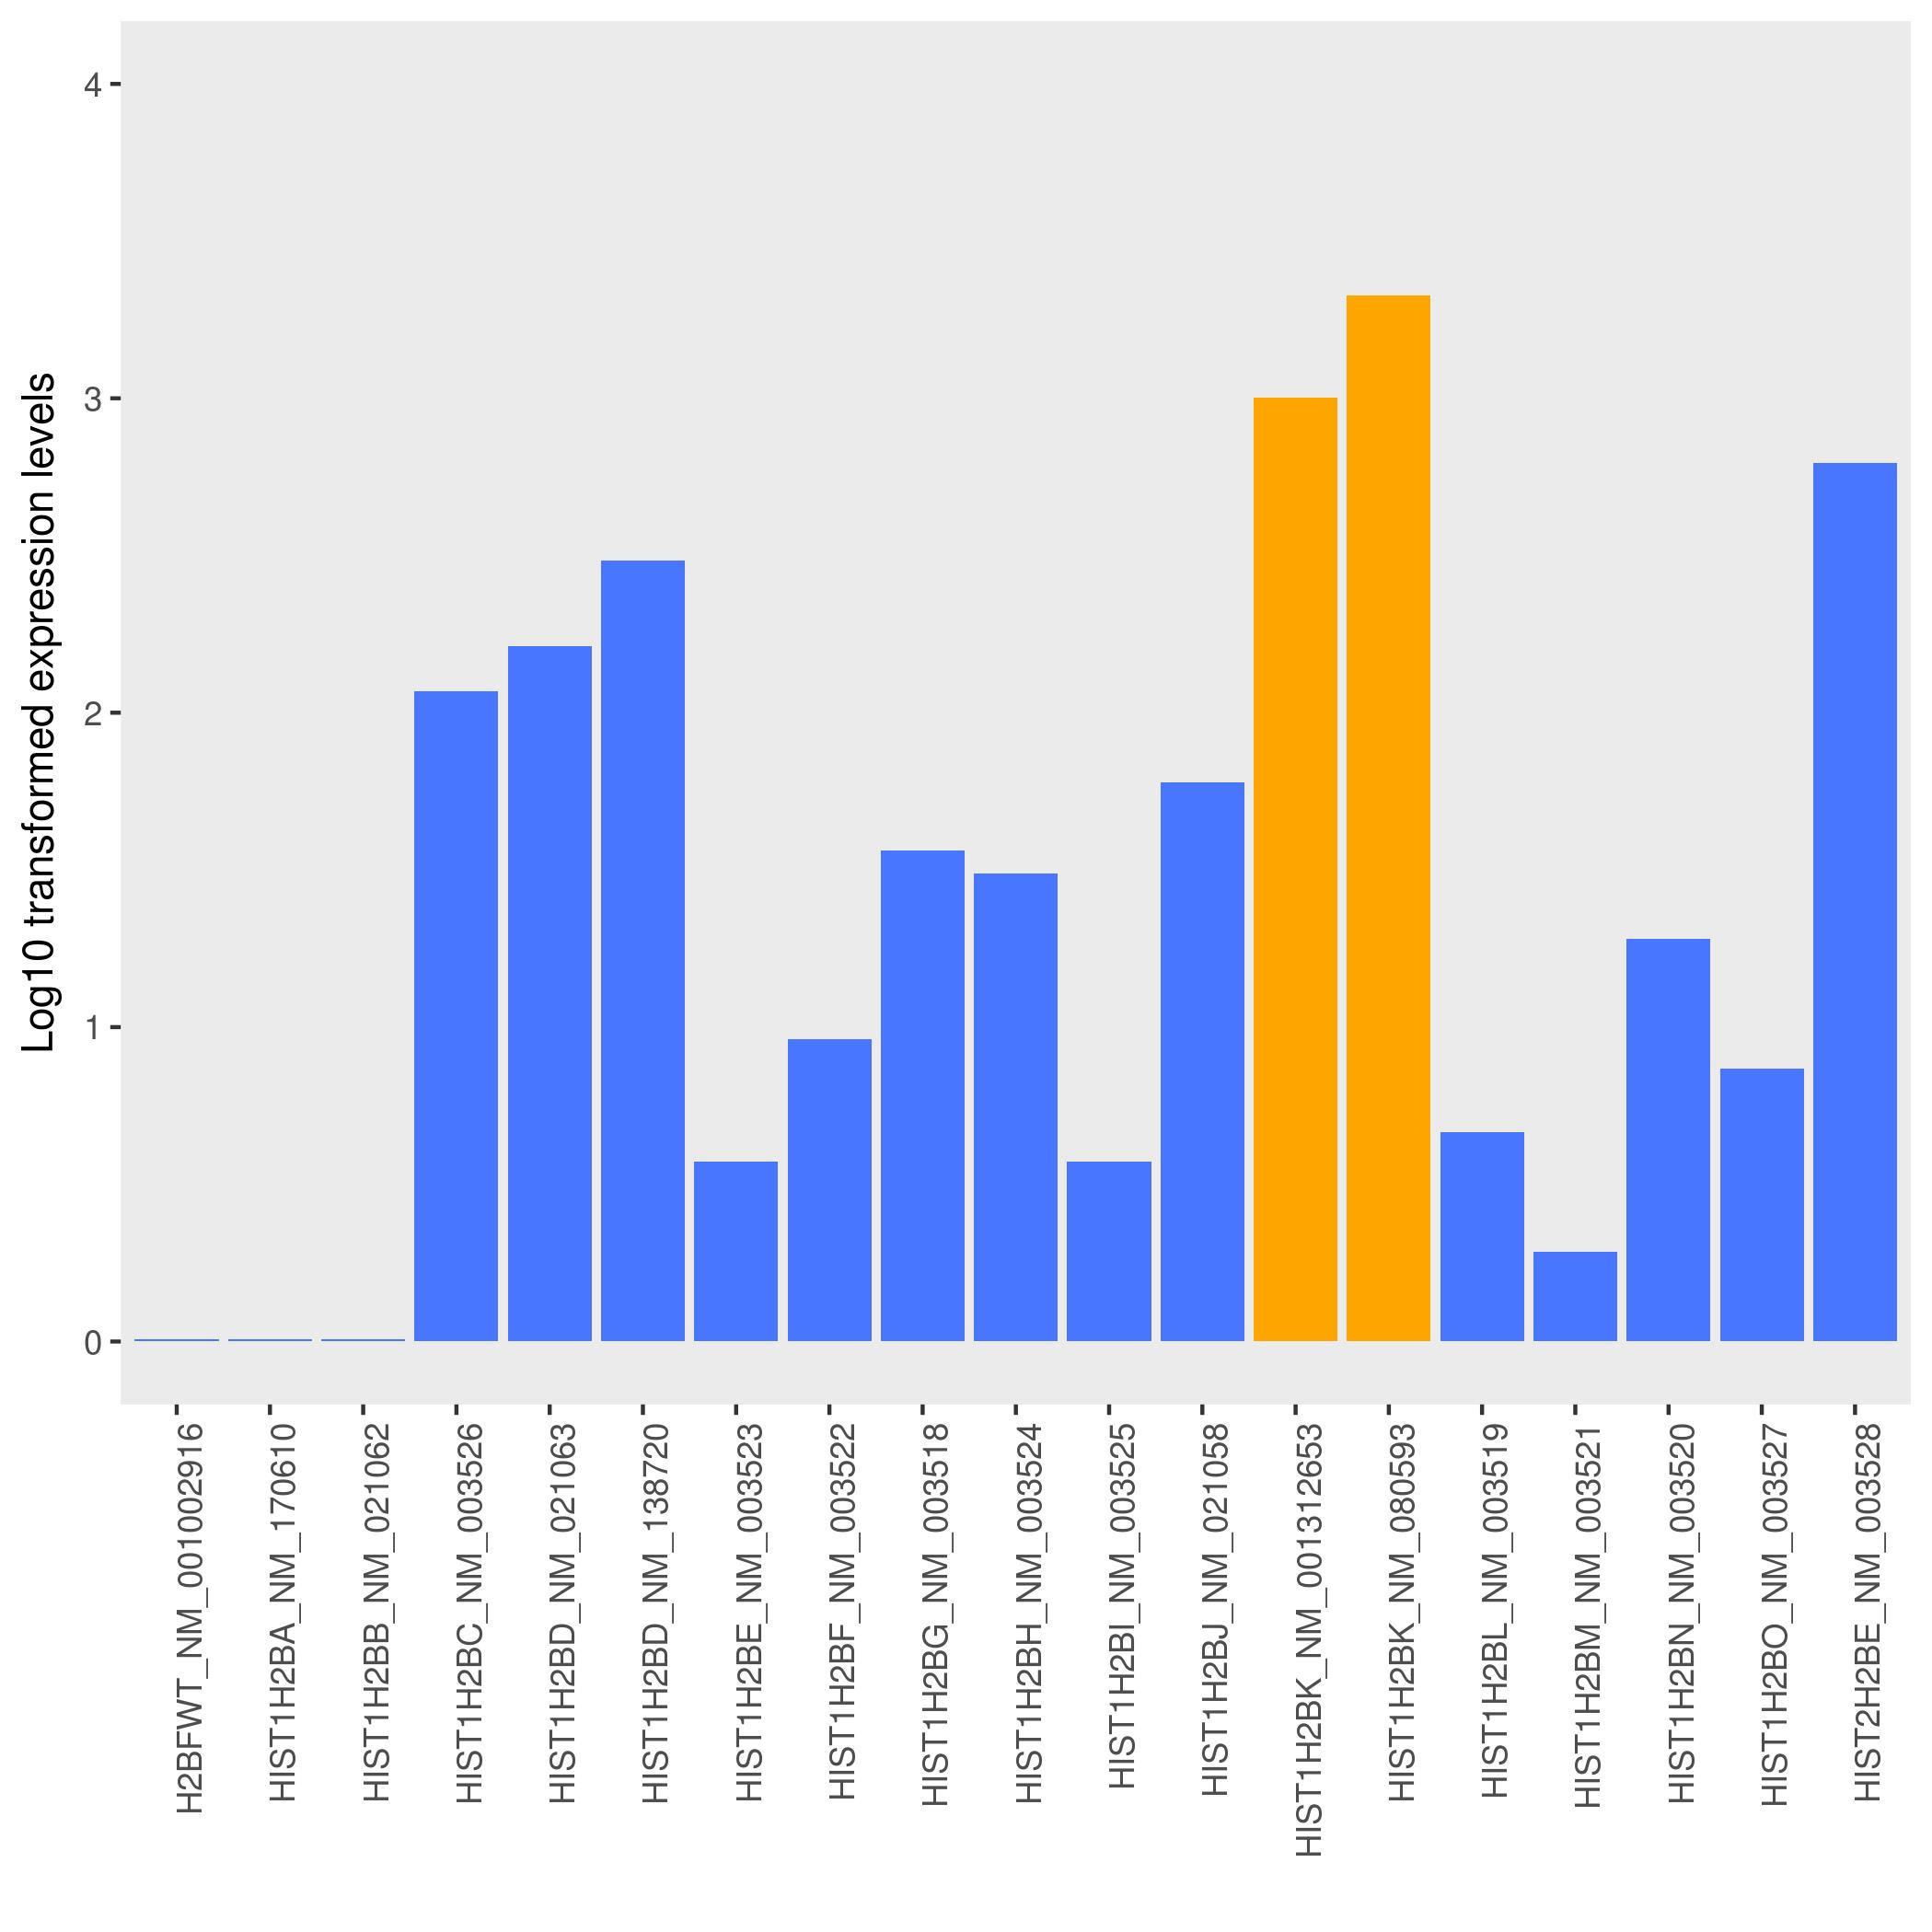 Log10 transformed expression levels
4
3
2
1
0
H2BFWT_NM_001002916
HIST1H2BA_NM_170610
HIST1H2BB_NM_021062
HIST1H2BC_NM_003526
HIST1H2BD_NM_021063
HIST1H2BD_NM_138720
HIST1H2BE_NM_003523
HIST1H2BF_NM_003522
HIST1H2BG_NM_003518
HIST1H2BH_NM_003524
HIST1H2BI_NM_003525
HIST1H2BJ_NM_021058
HIST1H2BK_NM_001312653
HIST1H2BK_NM_080593
HIST1H2BL_NM_003519
HIST1H2BM_NM_003521
HIST1H2BN_NM_003520
HIST1H2BO_NM_003527
HIST2H2BE_NM_003528